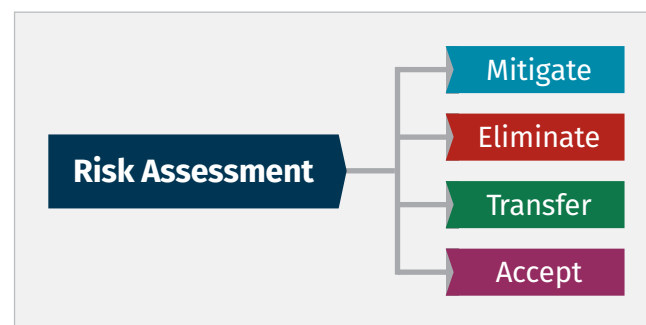 Mitigate
Eliminate
Risk Assessment
Transfer
Accept